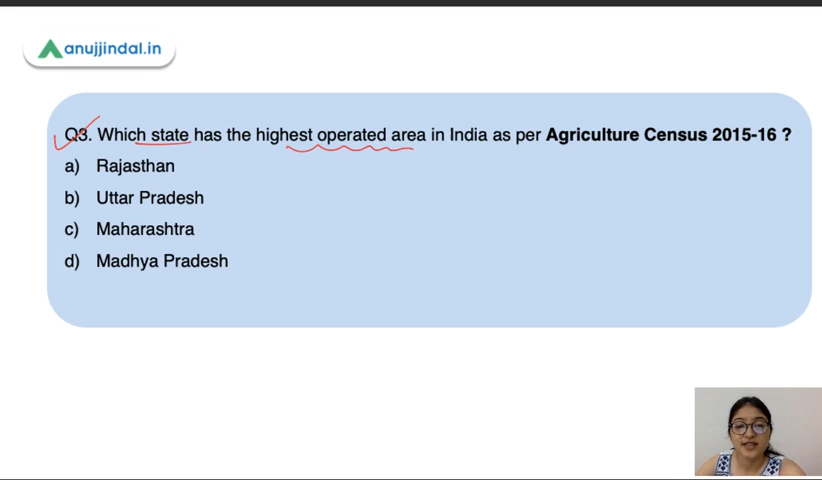 anujjindal.in
Q3. Which state has the highest operated area in India as per Agriculture Census 2015-16 ?
a) Rajasthan
b) Uttar Pradesh
c) Maharashtra
d) Madhya Pradesh